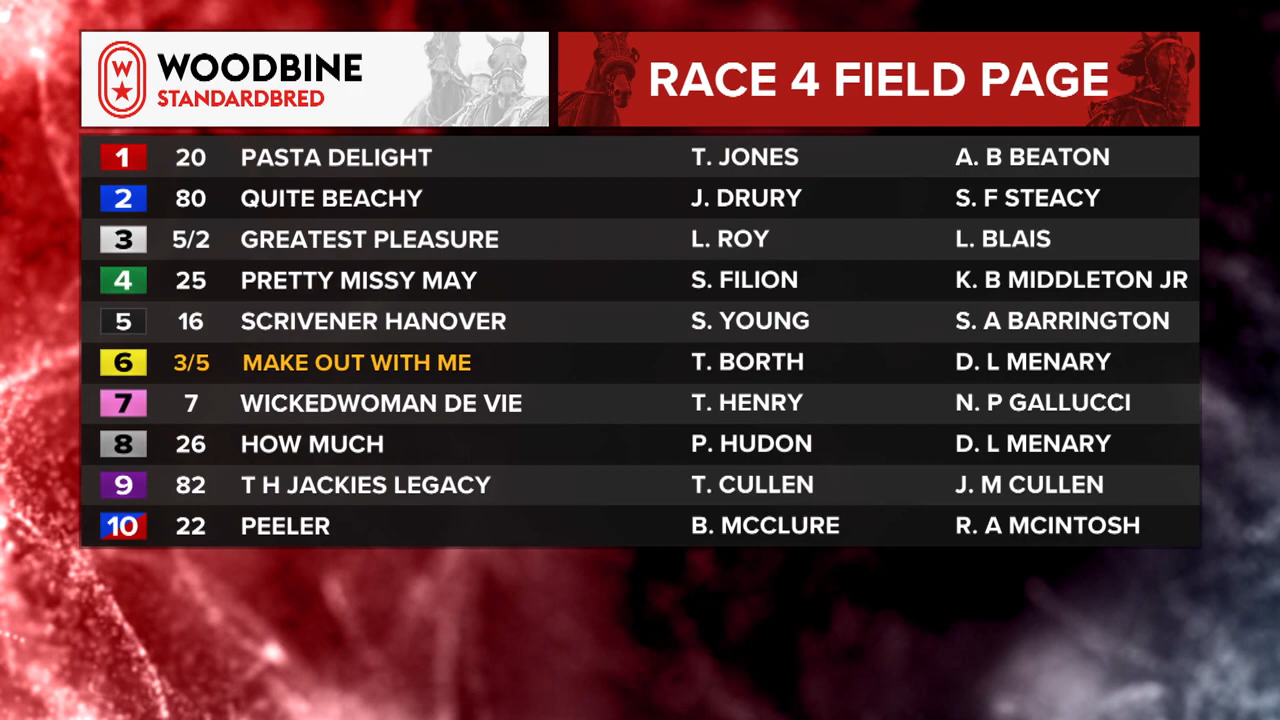 W
WOODBINE
STANDARDBRED
RACE 4 FIELD PAGE
1 20 PASTA DELIGHT T. JONES A. B BEATON
2 80 QUITE BEACHY J. DRURY S. F STEACY
3 5/2 GREATEST PLEASURE L. ROY L. BLAIS
4 25 PRETTY MISSY MAY S. FILION K. B MIDDLETON JR
5 16 SCRIVENER HANOVER S. YOUNG S. A BARRINGTON
6 3/5 MAKE OUT WITH ME T. BORTH D. L MENARY
7 7 WICKEDWOMAN DE VIE T. HENRY N. P GALLUCCI
8 26 HOW MUCH P. HUDON D. L MENARY
9 82 T H JACKIES LEGACY T. CULLEN J. M CULLEN
10 22 PEELER B. MCCLURE R. A MCINTOSH